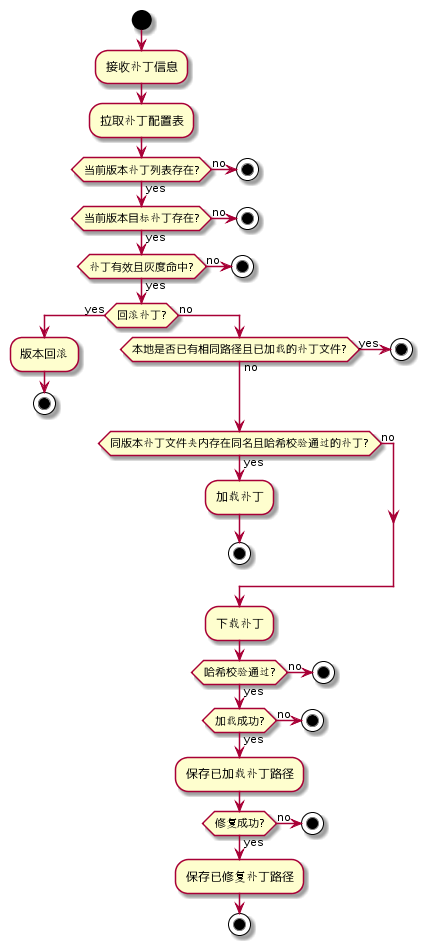 接收补丁信息
拉取补丁配置表
当前版本补丁列表存在?
no
yes
当前版本目标补丁存在?
no
yes
补丁有效且灰度命中?
no
yes
yes
回滚补丁?
no
版本回滚
本地是否已有相同路径且已加载的补丁文件?
yes
no
同版本补丁文件夹内存在同名且哈希校验通过的补丁?
no
yes
加载补丁
下载补丁
哈希校验通过?
no
yes
加载成功?
no
yes
保存已加载补丁路径
修复成功?
no
yes
保存已修复补丁路径